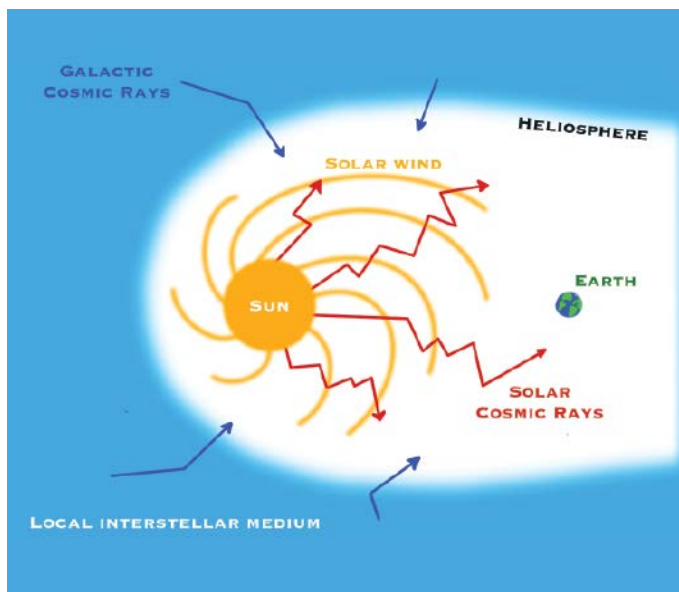 GALACTIC
COSMIC RAYS
HELIOSPHERE
SOLAR WIND
EARTH
SUN
SOLAR
COSMIC RAYS
LOCAL INTERSTELLAR MEDIUM